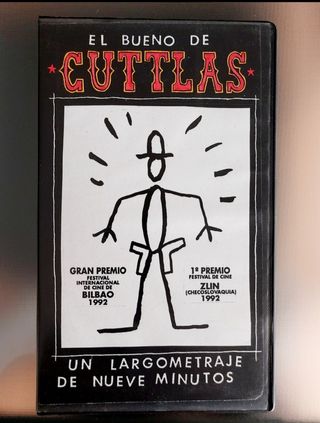 EL BUENO DE
CUTTLAS
GRAN PREMIO
FESTIVAL
INTERNACIONAL
DE CINE DE
BILBAO
1992
1º PREMIO
FESTIVAL DE CINE
ZLIN
(CHECOSLOVAQUIA)
1992
UN LARGOMETRAJE
DE NUEVE MINUTOS